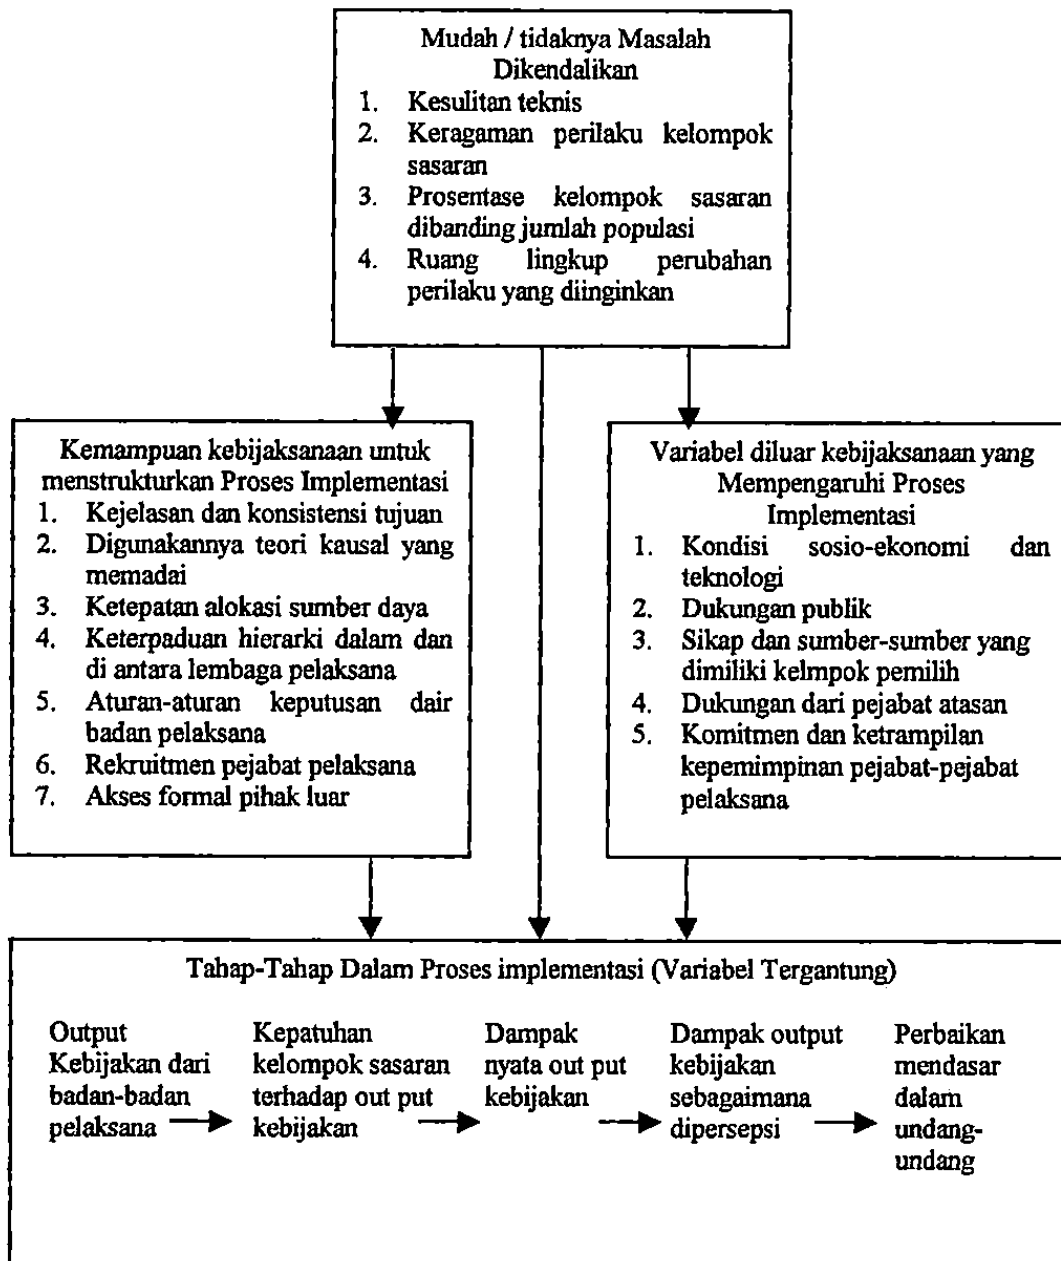 Mudah / tidaknya Masalah
Dikendalikan
1. Kesulitan teknis
2. Keragaman perilaku kelompok
sasaran
3. Prosentase kelompok sasaran
dibanding jumlah populasi
4. Ruang lingkup perubahan
perilaku yang diinginkan
Kemampuan kebijaksanaan untuk
menstrukturkan Proses Implementasi
1. Kejelasan dan konsistensi tujuan
2. Digunakannya teori kausal yang
memadai
3. Ketepatan alokasi sumber daya
4. Keterpaduan hierarki dalam dan
di antara lembaga pelaksana
5. Aturan-aturan keputusan dair
badan pelaksana
6. Rekruitmen pejabat pelaksana
7. Akses formal pihak luar
Variabel diluar kebijaksanaan yang
Mempengaruhi Proses
Implementasi
1. Kondisi sosio-ekonomi dan
teknologi
2. Dukungan publik
3. Sikap dan sumber-sumber yang
dimiliki kelmpok pemilih
4. Dukungan dari pejabat atasan
5. Komitmen dan ketrampilan
kepemimpinan pejabat-pejabat
pelaksana
Tahap-Tahap Dalam Proses implementasi (Variabel Tergantung)
Output
Kebijakan dari
badan-badan
pelaksana
Kepatuhan
kelompok sasaran
terhadap out put
kebijakan
Dampak
nyata out put
kebijakan
Dampak output
kebijakan
sebagaimana
dipersepsi
Perbaikan
mendasar
dalam
undang-
undang